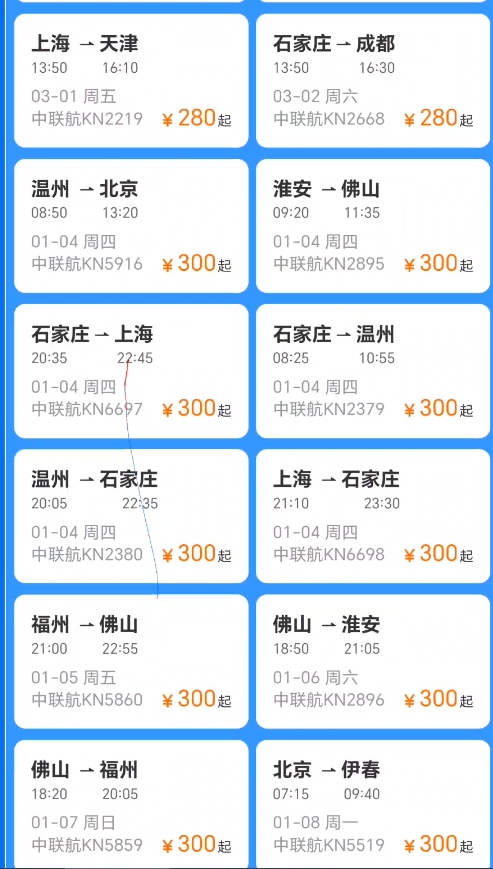 上海 ⇀ 天津
13:50 16:10
03-01 周五
中联航KN2219 ¥280起
石家庄 ⇀ 成都
13:50 16:30
03-02 周六
中联航KN2668 ¥280起
温州 ⇀ 北京
08:50 13:20
01-04 周四
中联航KN5916 ¥300起
淮安 ⇀ 佛山
09:20 11:35
01-04 周四
中联航KN2895 ¥300起
石家庄 ⇀ 上海
20:35 22:45
01-04 周四
中联航KN6697 ¥300起
石家庄 ⇀ 温州
08:25 10:55
01-04 周四
中联航KN2379 ¥300起
温州 ⇀ 石家庄
20:05 22:35
01-04 周四
中联航KN2380 ¥300起
上海 ⇀ 石家庄
21:10 23:30
01-04 周四
中联航KN6698 ¥300起
福州 ⇀ 佛山
21:00 22:55
01-05 周五
中联航KN5860 ¥300起
佛山 ⇀ 淮安
18:50 21:05
01-06 周六
中联航KN2896 ¥300起
佛山 ⇀ 福州
18:20 20:05
01-07 周日
中联航KN5859 ¥300起
北京 ⇀ 伊春
07:15 09:40
01-08 周一
中联航KN5519 ¥300起